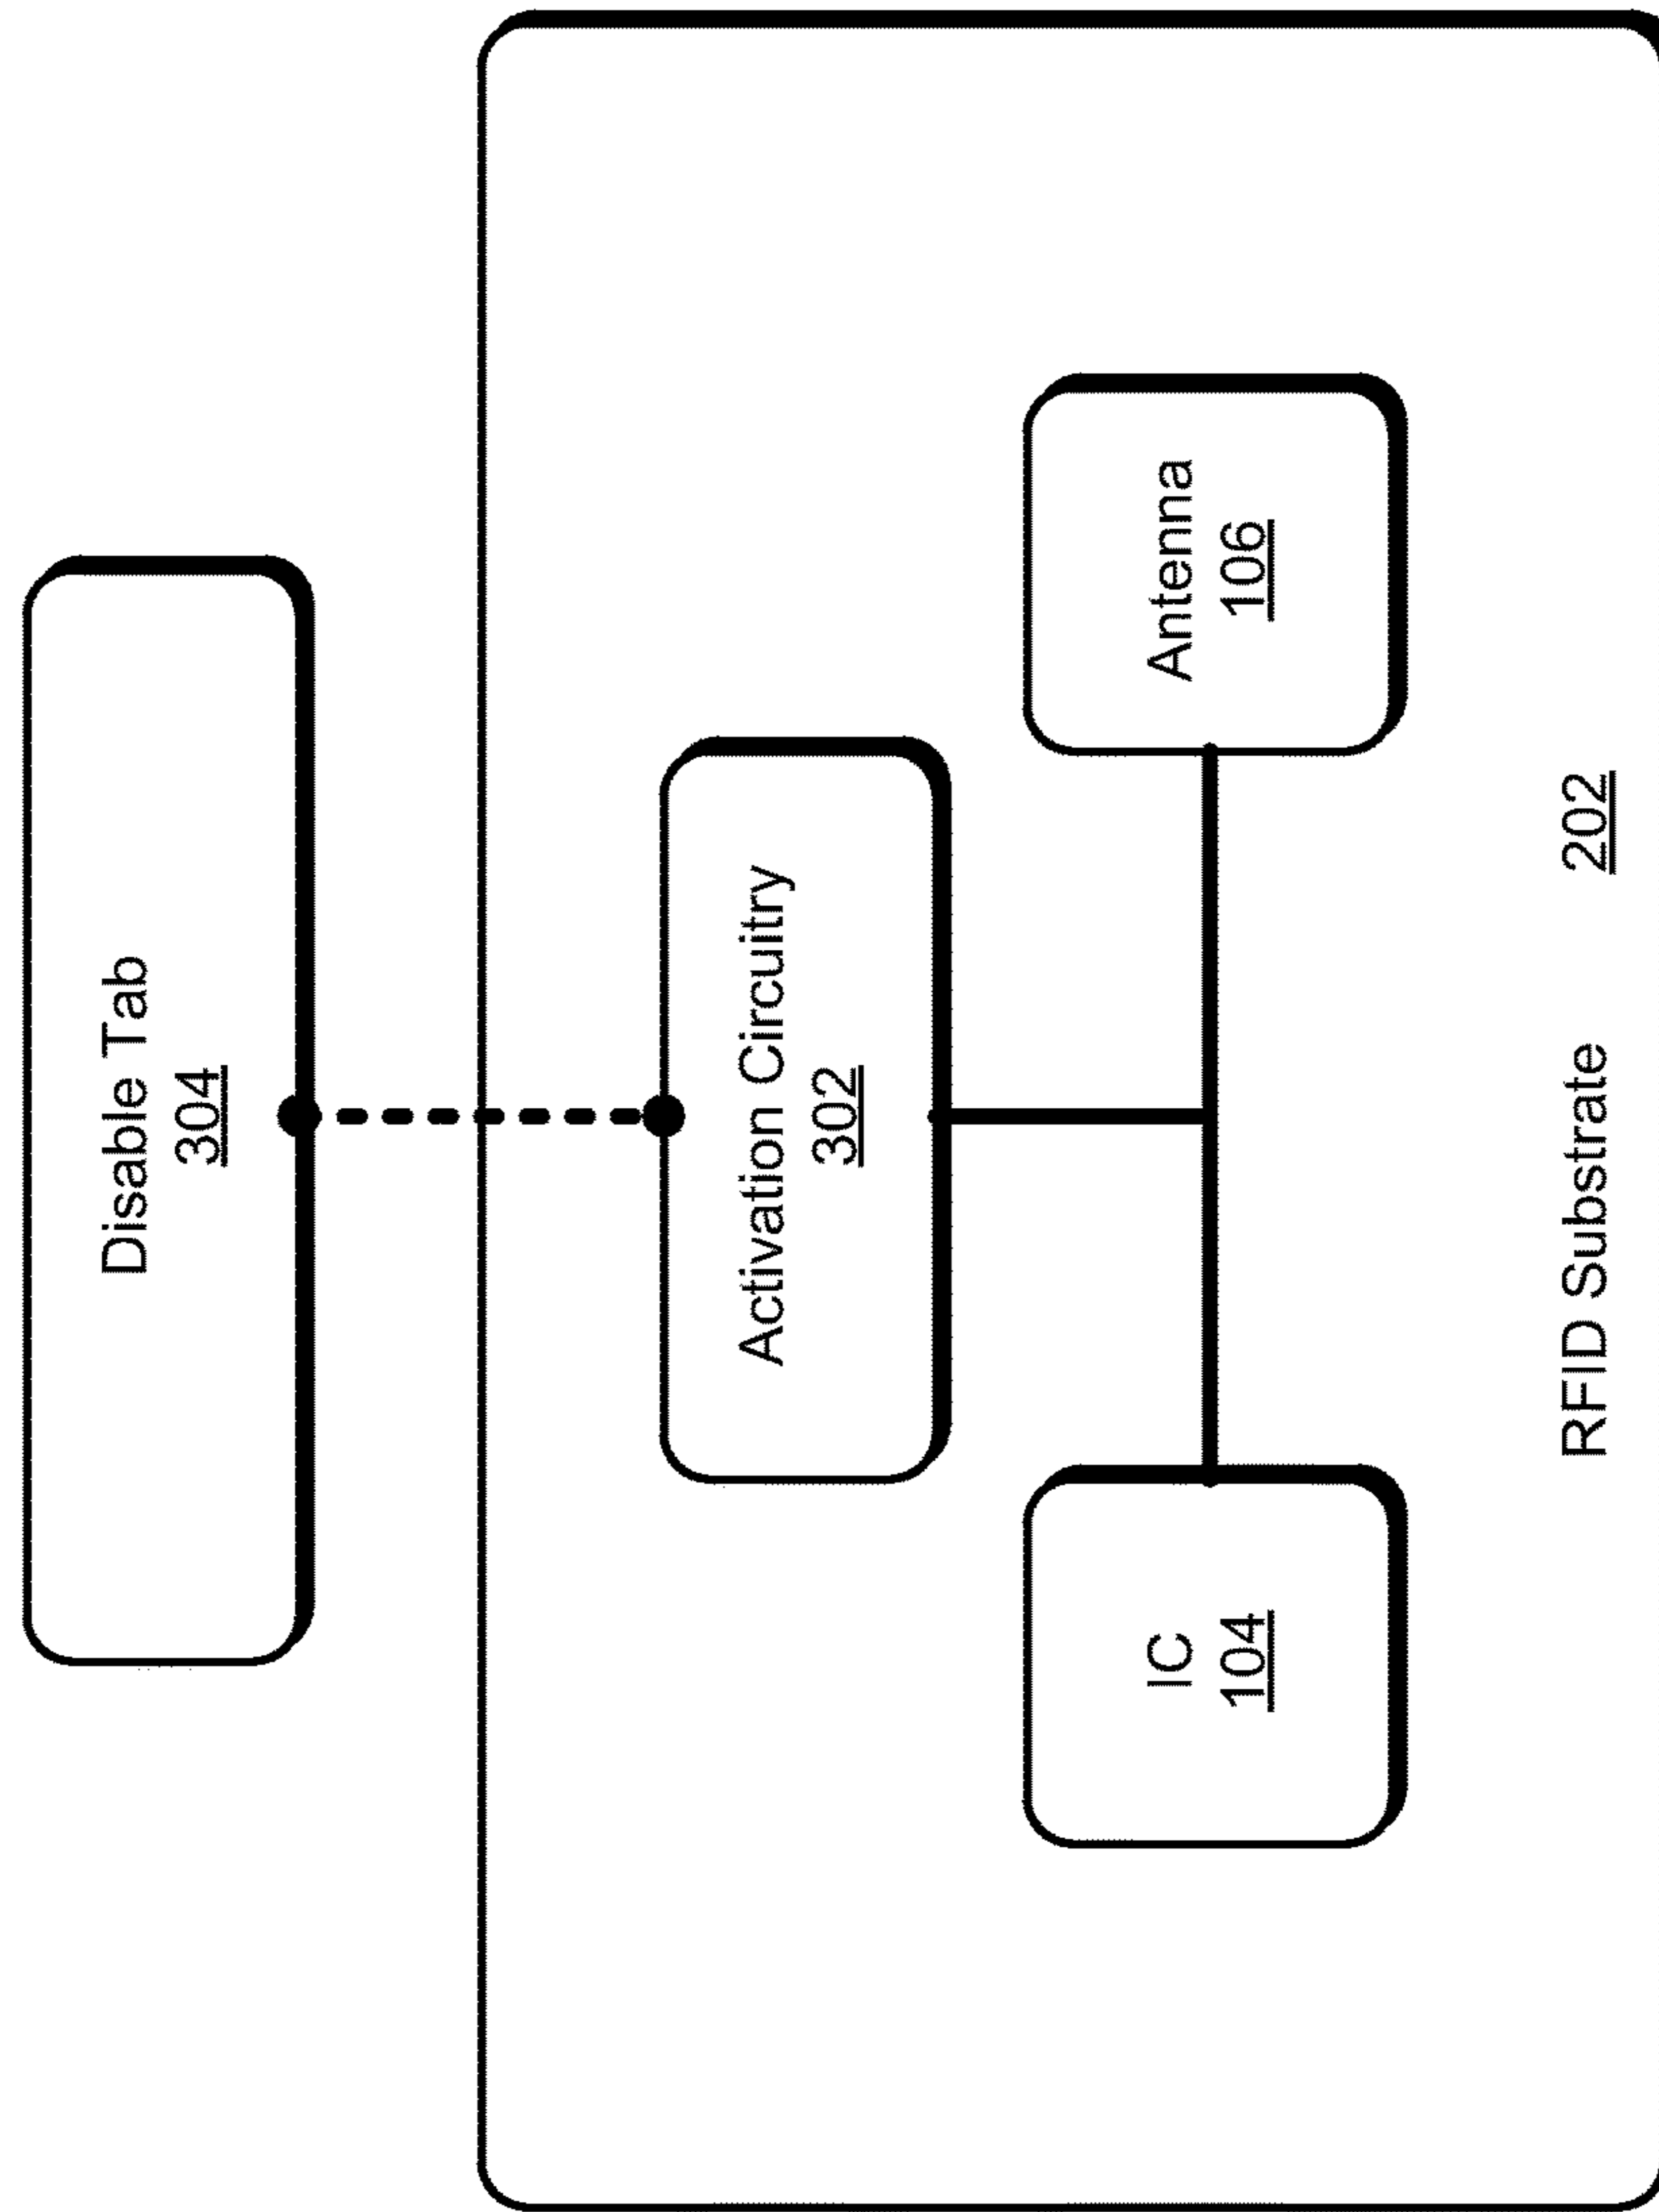 Disable Tab
304
Activation Circuitry
302
IC
104
Antenna
106
RFID Substrate 202